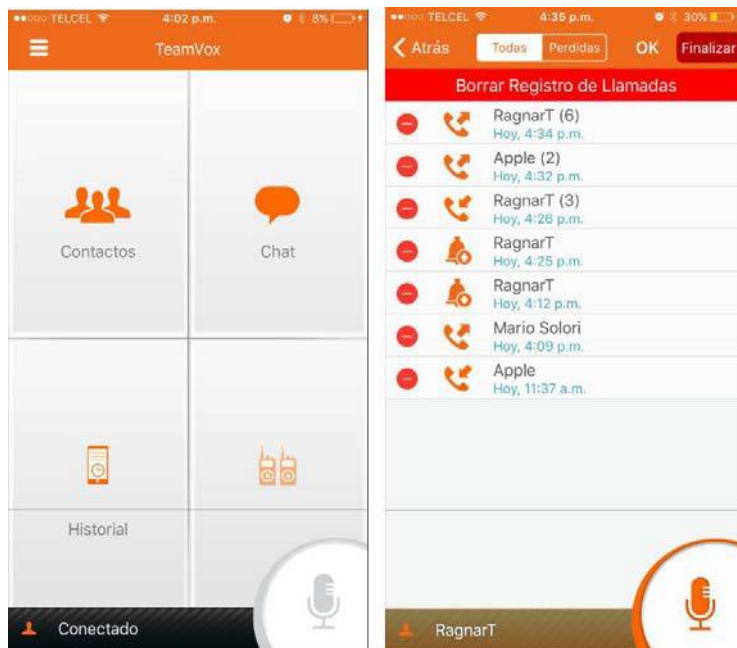 TELCEL 4:02 p.m. 8%
TeamVox
Contactos
Chat
Historial
Conectado
TELCEL 4:35 p.m. 30%
Atrás Todas Perdidas OK Finalizar
Borrar Registro de Llamadas
RagnarT (6)
Hoy, 4:34 p.m.
Apple (2)
Hoy, 4:32 p.m.
RagnarT (3)
Hoy, 4:26 p.m.
RagnarT
Hoy, 4:25 p.m.
RagnarT
Hoy, 4:12 p.m.
Mario Solori
Hoy, 4:09 p.m.
Apple
Hoy, 11:37 a.m.
RagnarT